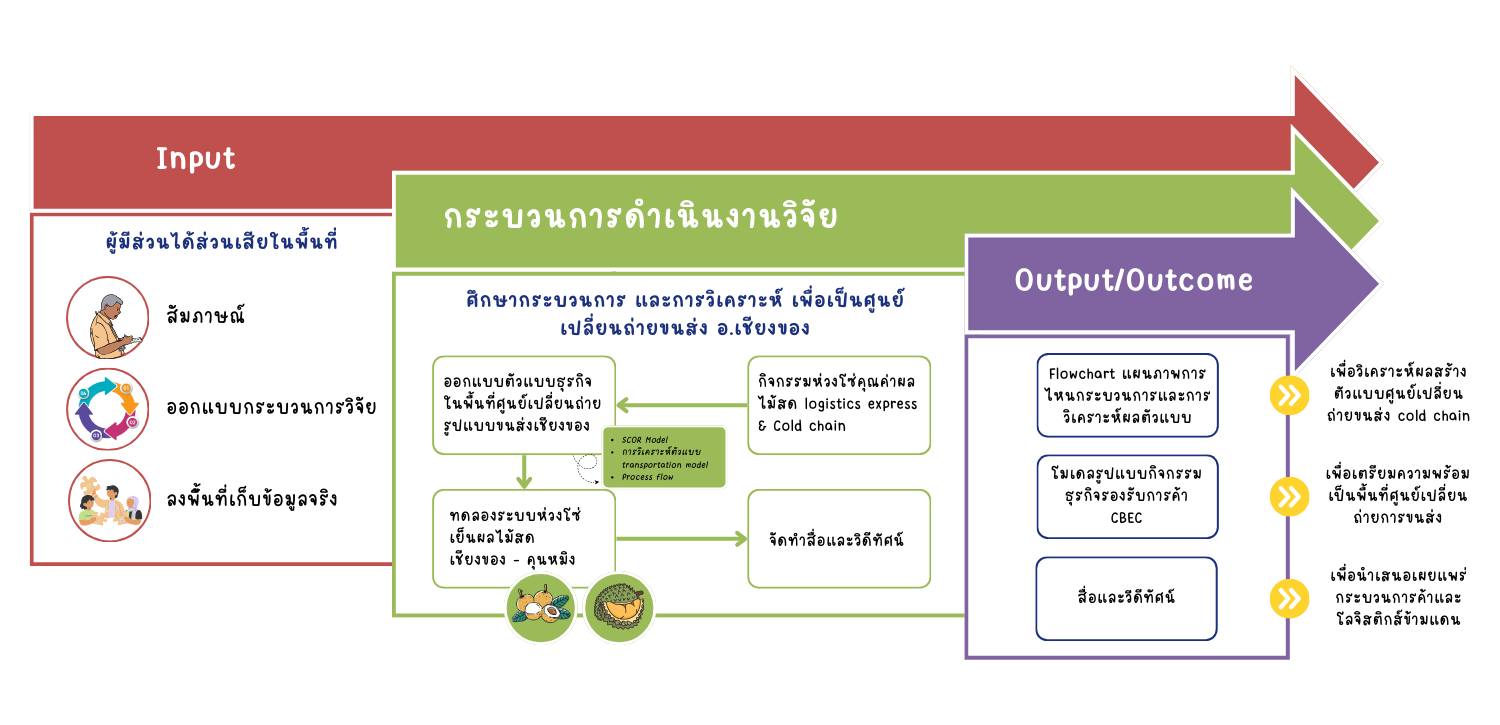 Input
ผู้มีส่วนได้ส่วนเสียในพื้นที่
สัมภาษณ์
ออกแบบกระบวนการวิจัย
ลงพื้นที่เก็บข้อมูลจริง
กระบวนการดำเนินงานวิจัย
ศึกษากระบวนการ และการวิเคราะห์ เพื่อเป็นศูนย์
เปลี่ยนถ่ายขนส่ง อ.เชียงของ
ออกแบบตัวแบบธุรกิจ
ในพื้นที่ศูนย์เปลี่ยนถ่าย
รูปแบบขนส่งเชียงของ
กิจกรรมห่วงโซ่คุณค่าผล
ไม้สด logistics express
& Cold chain
• SCOR Model
• การวิเคราะห์ตัวแบบ
transportation model
• Process flow
ทดลองระบบห่วงโซ่
เย็นผลไม้สด
เชียงของ - คุนหมิง
จัดทำสื่อและวิดีทัศน์
Output/Outcome
Flowchart แผนภาพการ
ไหนกระบวนการและการ
วิเคราะห์ผลตัวแบบ
โมเดลรูปแบบกิจกรรม
ธุรกิจรองรับการค้า
CBEC
สื่อและวีดีทัศน์
เพื่อวิเคราะห์ผลสร้าง
ตัวแบบศูนย์เปลี่ยน
ถ่ายขนส่ง cold chain
เพื่อเตรียมความพร้อม
เป็นพื้นที่ศูนย์เปลี่ยน
ถ่ายการขนส่ง
เพื่อนำเสนอเผยแพร่
กระบวนการค้าและ
โลจิสติกส์ข้ามแดน